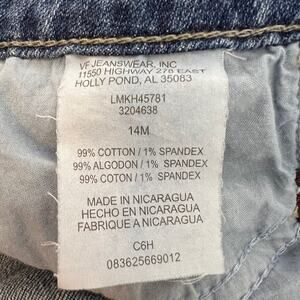 VF JEANSWEAR, INC
11550 HIGHWAY 278 EAST
HOLLY POND, AL 35083
LMKH45781
3204638
14M
99% COTTON / 1% SPANDEX
99% ALGODON / 1% SPANDEX
99% COTON / 1% SPANDEX
MADE IN NICARAGUA
HECHO EN NICARAGUA
FABRIQUE A NICARAGUA
C6H
083625669012